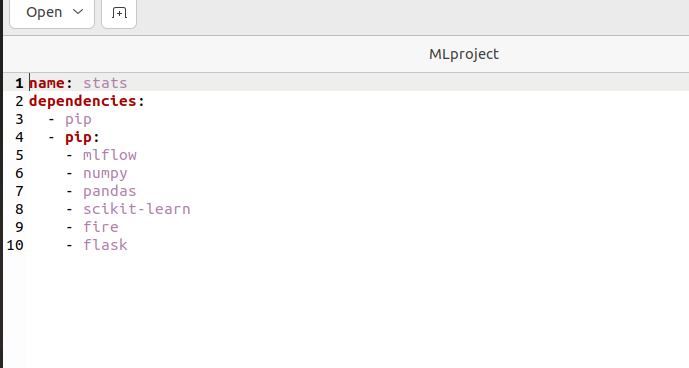 Open
MLproject
1 name: stats
2 dependencies:
3   - pip
4   - pip:
5     - mlflow
6     - numpy
7     - pandas
8     - scikit-learn
9     - fire
10     - flask